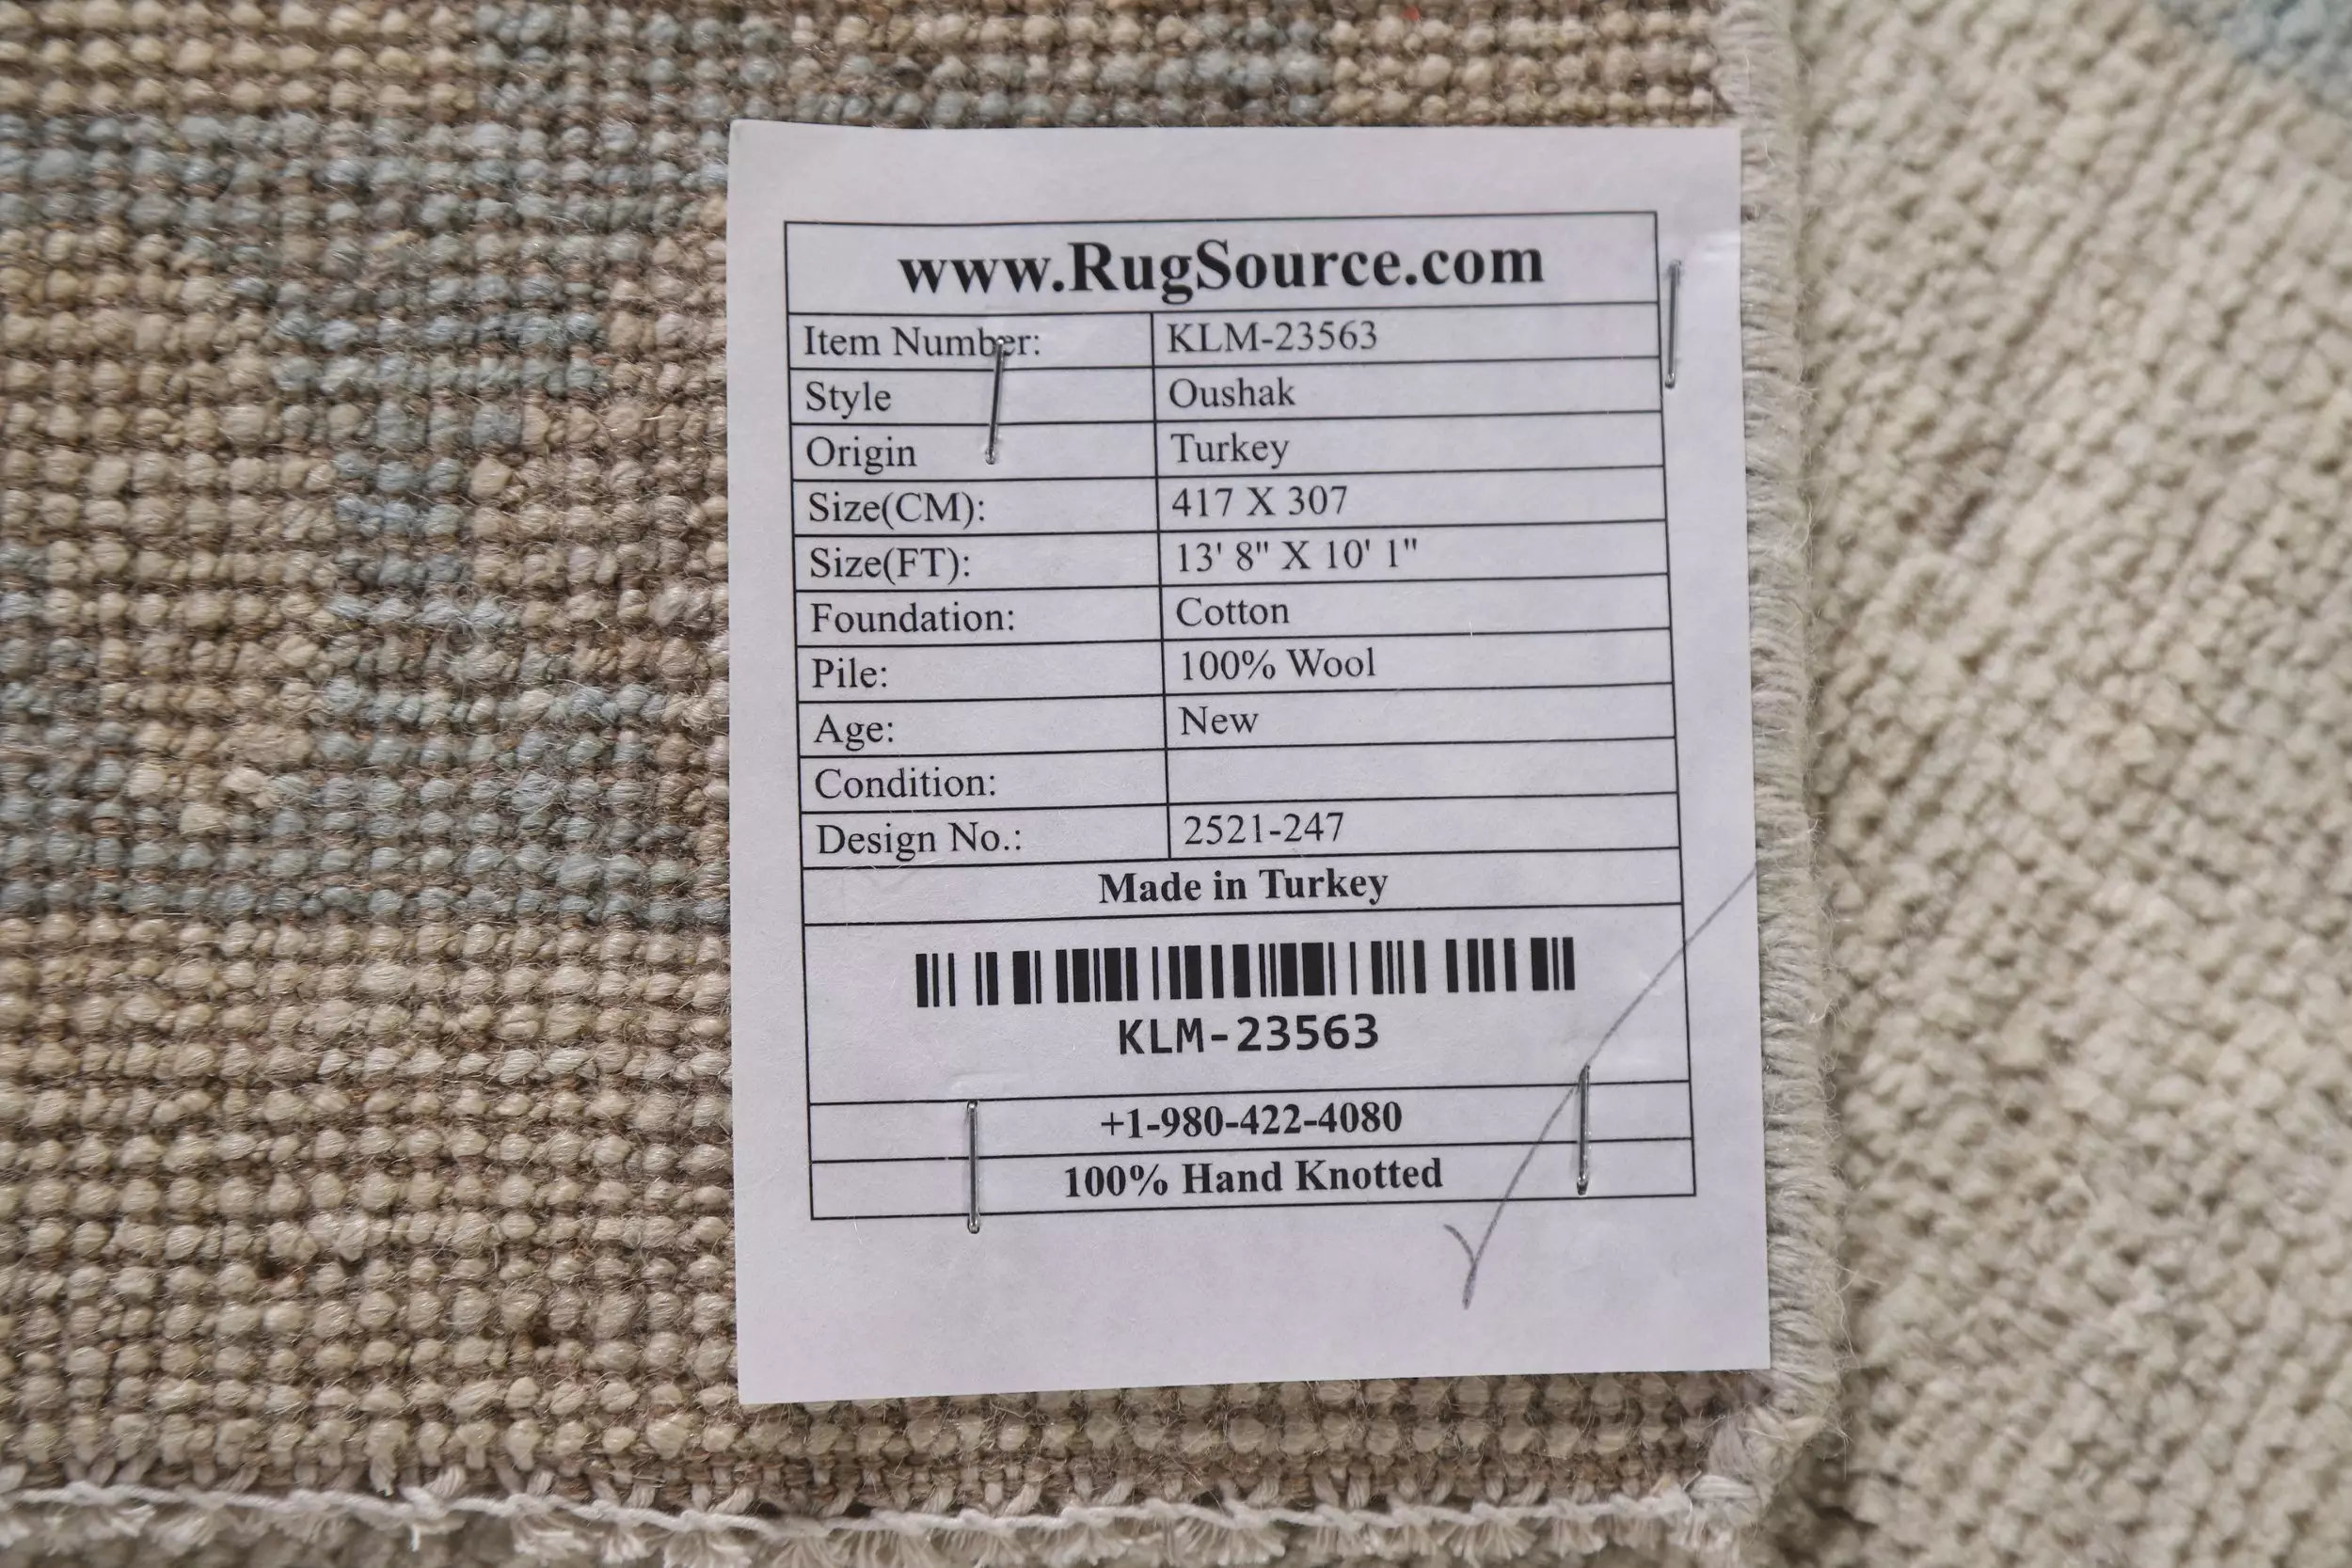 www.RugSource.com
Item Number: KLM-23563
Style Oushak
Origin Turkey
Size(CM): 417 X 307
Size(FT): 13' 8" X 10' 1"
Foundation: Cotton
Pile: 100% Wool
Age: New
Condition:
Design No.: 2521-247
Made in Turkey
KLM-23563
+1-980-422-4080
100% Hand Knotted